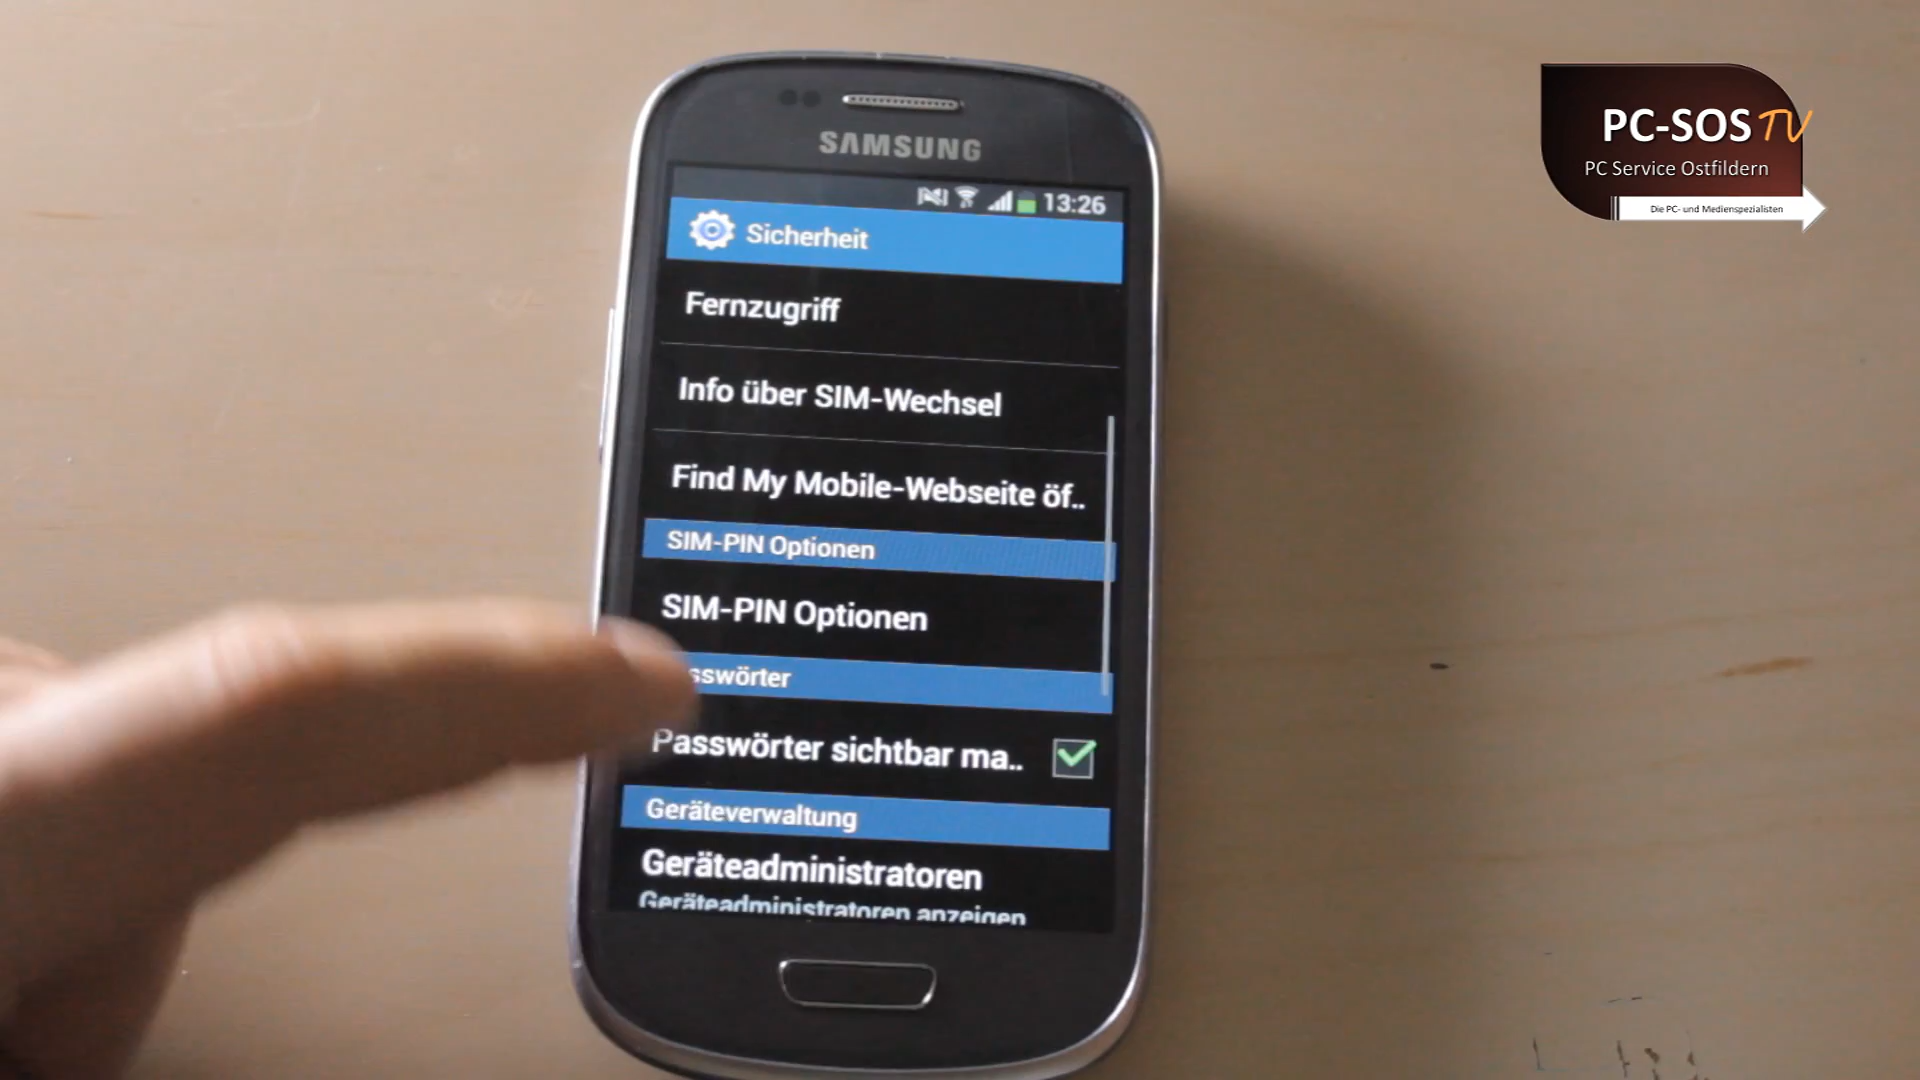 PC-SOS TV
PC Service Ostfildern
Die PC- und Medienspezialisten
SAMSUNG
13:26
Sicherheit
Fernzugriff
Info über SIM-Wechsel
Find My Mobile-Webseite öf..
SIM-PIN Optionen
SIM-PIN Optionen
sswörter
Passwörter sichtbar ma..
Geräteverwaltung
Geräteadministratoren
Geräteadministratoren anzeigen